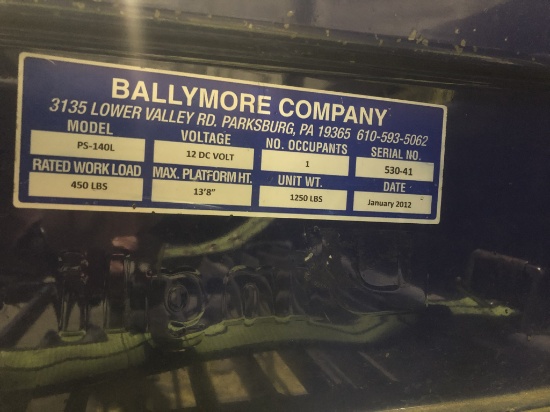 BALLYMORE COMPANY
3135 LOWER VALLEY RD. PARKSBURG, PA 19365 610-593-5062
MODEL VOLTAGE NO. OCCUPANTS SERIAL NO.
PS-140L 12 DC VOLT 1 530-41
RATED WORK LOAD MAX. PLATFORM HT. UNIT WT. DATE
450 LBS 13'8" 1250 LBS January 2012